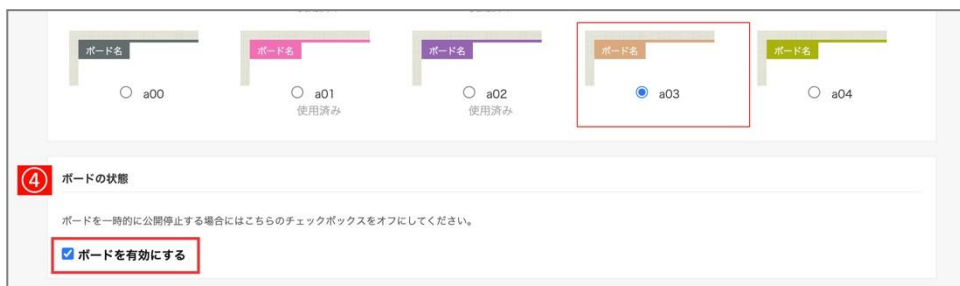 ボード名 ボード名 ボード名 ボード名 ボード名
a00 a01 a02 a03 a04
使用済み 使用済み
④ ボードの状態
ボードを一時的に公開停止する場合にはこちらのチェックボックスをオフにしてください。
ボードを有効にする